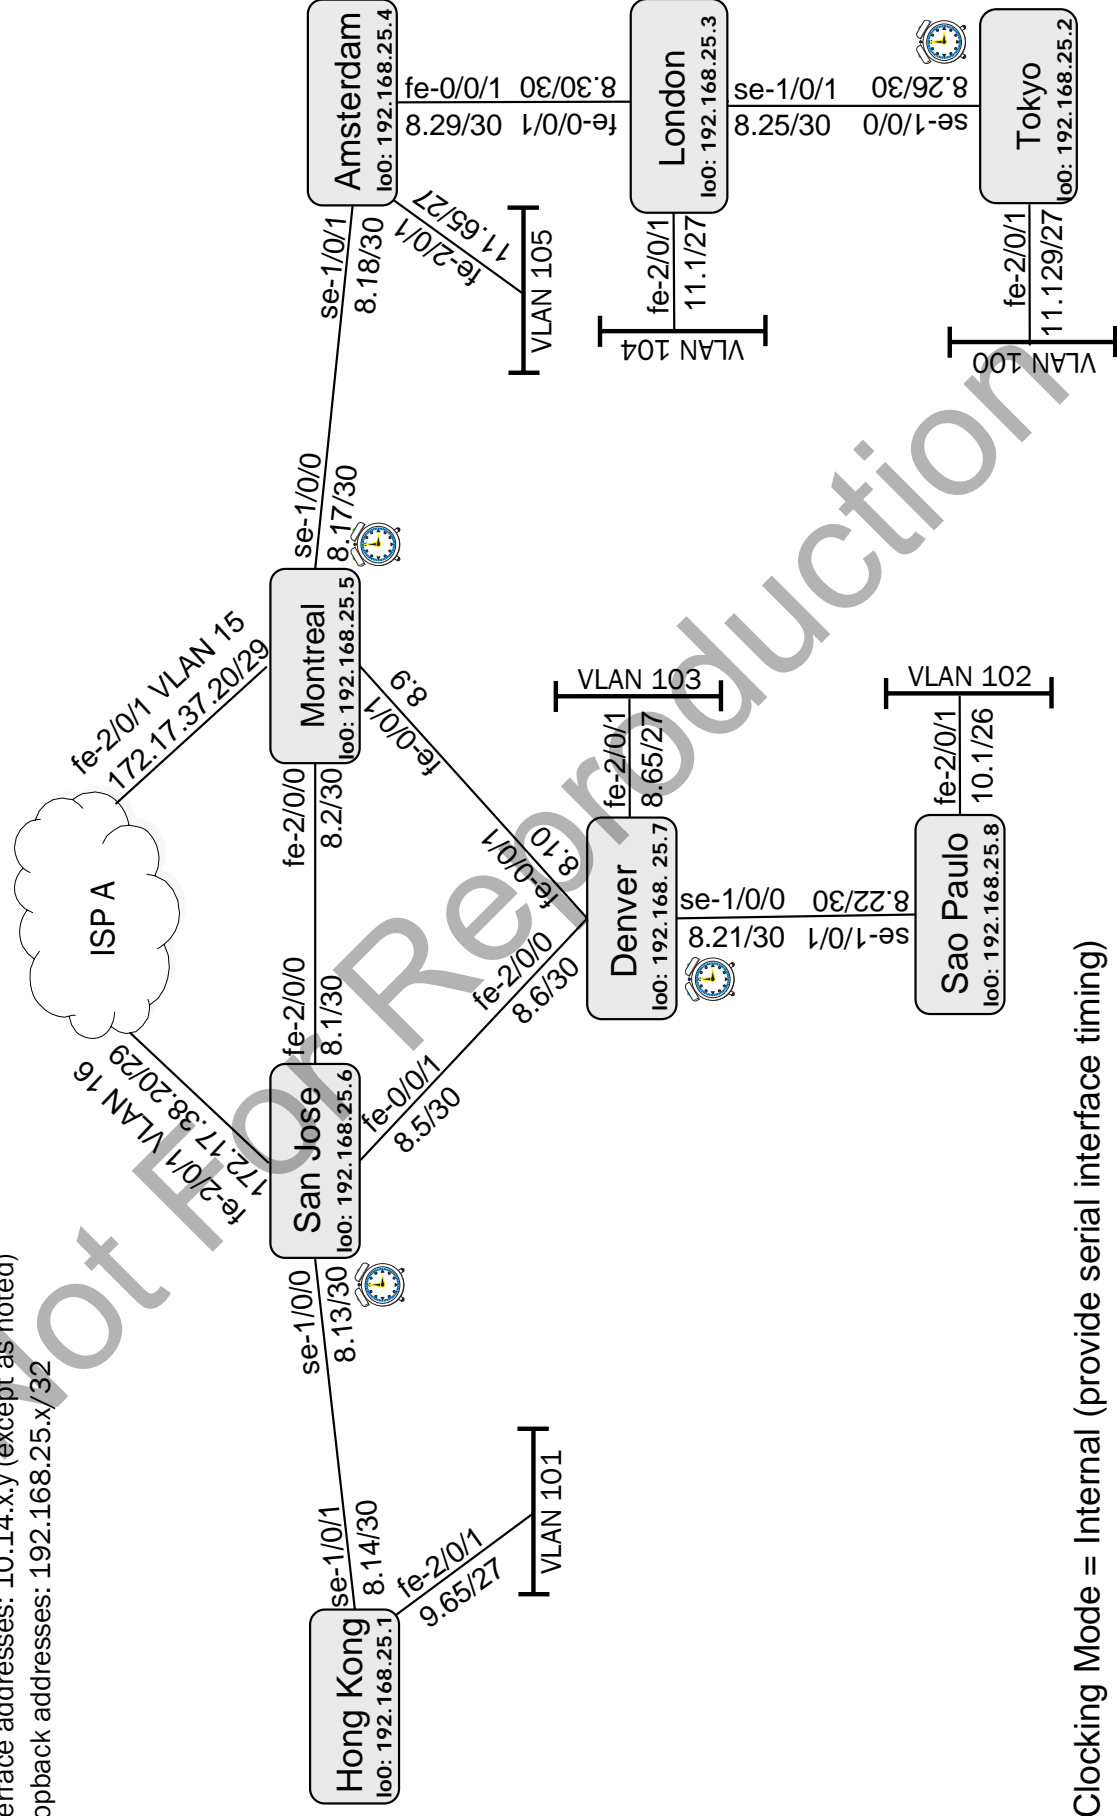 erface addresses: 10.14.x.y (except as noted)
opback addresses: 192.168.25.x/32
Not For Reproduction
ISP A
fe-2/0/1 VLAN 16
172.17.38.20/29
fe-2/0/1 VLAN 15
172.17.37.20/29
Hong Kong
lo0: 192.168.25.1
se-1/0/1
8.14/30
fe-2/0/1
9.65/27
VLAN 101
se-1/0/0
8.13/30
San Jose
lo0: 192.168.25.6
fe-2/0/0
8.1/30
fe-0/0/1
8.5/30
fe-2/0/0
8.2/30
Montreal
lo0: 192.168.25.5
fe-0/0/1
8.9
se-1/0/0
8.17/30
se-1/0/1
8.18/30
Amsterdam
lo0: 192.168.25.4
fe-2/0/1
11.65/27
VLAN 105
fe-0/0/1
8.29/30
8.30/30
fe-0/0/1
London
lo0: 192.168.25.3
fe-2/0/1
11.1/27
VLAN 104
se-1/0/1
8.25/30
8.26/30
se-1/0/0
Tokyo
lo0: 192.168.25.2
fe-2/0/1
11.129/27
VLAN 100
fe-2/0/0
8.6/30
fe-0/0/1
8.10
Denver
lo0: 192.168. 25.7
fe-2/0/1
8.65/27
VLAN 103
se-1/0/0
8.21/30
8.22/30
se-1/0/1
Sao Paulo
lo0: 192.168.25.8
fe-2/0/1
10.1/26
VLAN 102
Clocking Mode = Internal (provide serial interface timing)